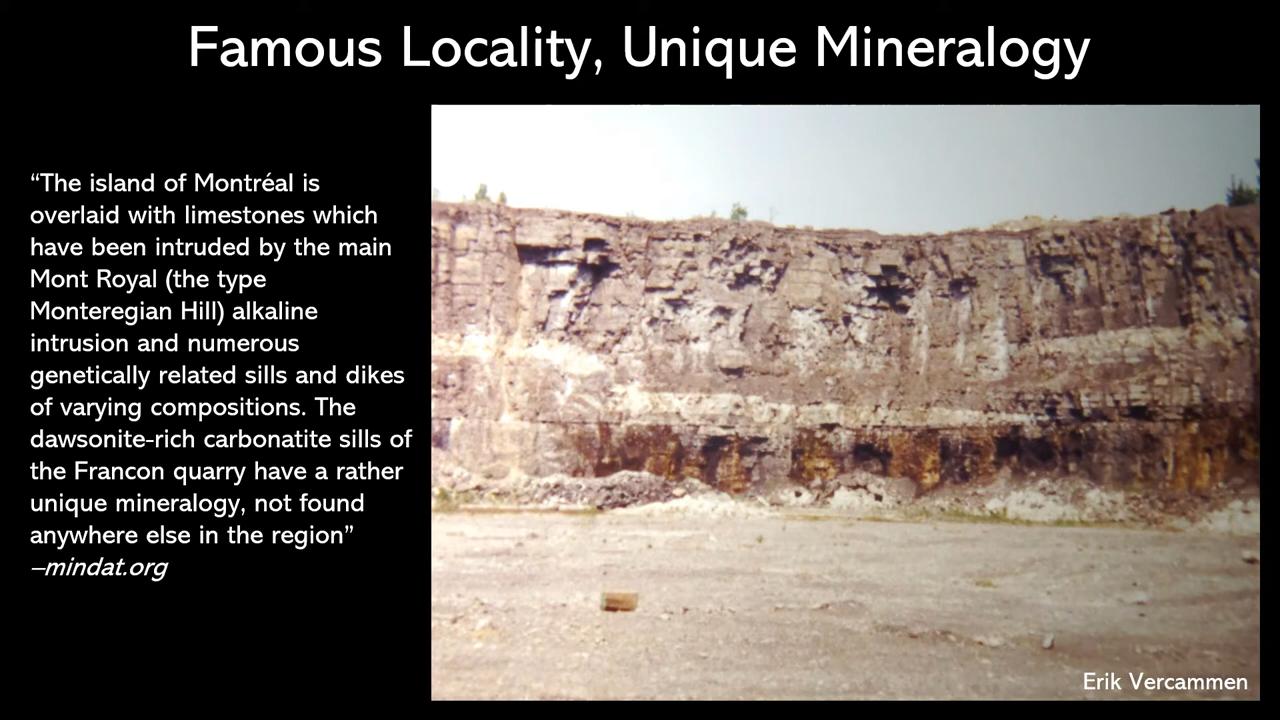 Famous Locality, Unique Mineralogy
“The island of Montréal is
overlaid with limestones which
have been intruded by the main
Mont Royal (the type
Monteregian Hill) alkaline
intrusion and numerous
genetically related sills and dikes
of varying compositions. The
dawsonite-rich carbonatite sills of
the Francon quarry have a rather
unique mineralogy, not found
anywhere else in the region”
—mindat.org
Erik Vercammen